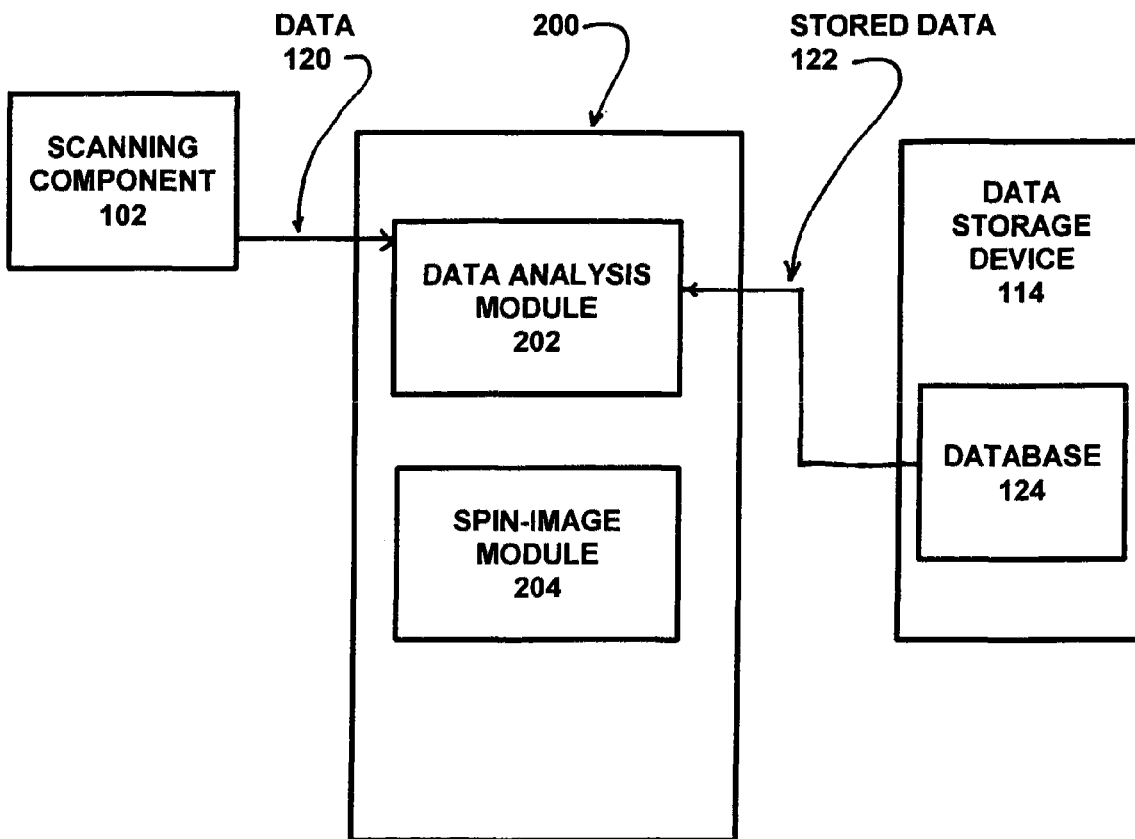 DATA
120
200
STORED DATA
122
SCANNING
COMPONENT
102
DATA ANALYSIS
MODULE
202
DATA
STORAGE
DEVICE
114
SPIN-IMAGE
MODULE
204
DATABASE
124